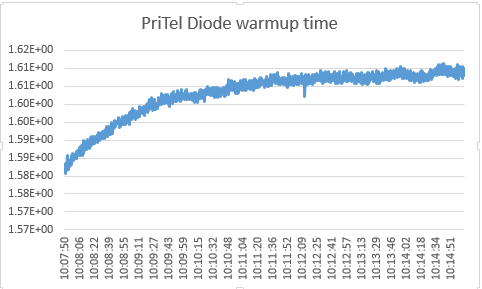 PriTel Diode warmup time
1.62E+00
1.61E+00
1.61E+00
1.60E+00
1.60E+00
1.59E+00
1.59E+00
1.58E+00
1.58E+00
1.57E+00
1.57E+00
10:07:50
10:08:06
10:08:22
10:08:39
10:08:55
10:09:11
10:09:27
10:09:43
10:09:59
10:10:15
10:10:32
10:10:48
10:11:04
10:11:20
10:11:36
10:11:52
10:12:09
10:12:25
10:12:41
10:12:57
10:13:13
10:13:29
10:13:46
10:14:02
10:14:18
10:14:34
10:14:51